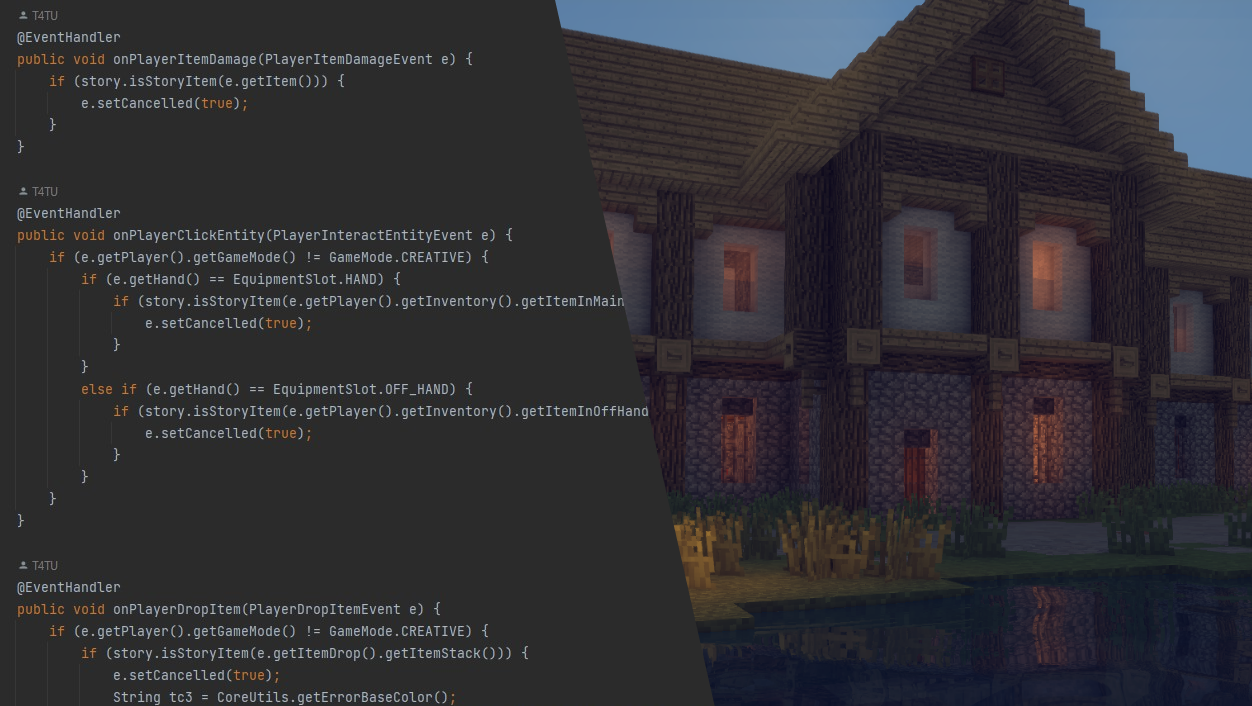 T4TU
@EventHandler
public void onPlayerItemDamage(PlayerItemDamageEvent e) {
    if (story.isStoryItem(e.getItem())) {
        e.setCancelled(true);
    }
}
T4TU
@EventHandler
public void onPlayerClickEntity(PlayerInteractEntityEvent e) {
    if (e.getPlayer().getGameMode() != GameMode.CREATIVE) {
        if (e.getHand() == EquipmentSlot.HAND) {
            if (story.isStoryItem(e.getPlayer().getInventory().getItemInMain
                e.setCancelled(true);
            }
        }
        else if (e.getHand() == EquipmentSlot.OFF_HAND) {
            if (story.isStoryItem(e.getPlayer().getInventory().getItemInOffHand
                e.setCancelled(true);
            }
        }
    }
}
T4TU
@EventHandler
public void onPlayerDropItem(PlayerDropItemEvent e) {
    if (e.getPlayer().getGameMode() != GameMode.CREATIVE) {
        if (story.isStoryItem(e.getItemDrop().getItemStack())) {
            e.setCancelled(true);
            String tc3 = CoreUtils.getErrorBaseColor();